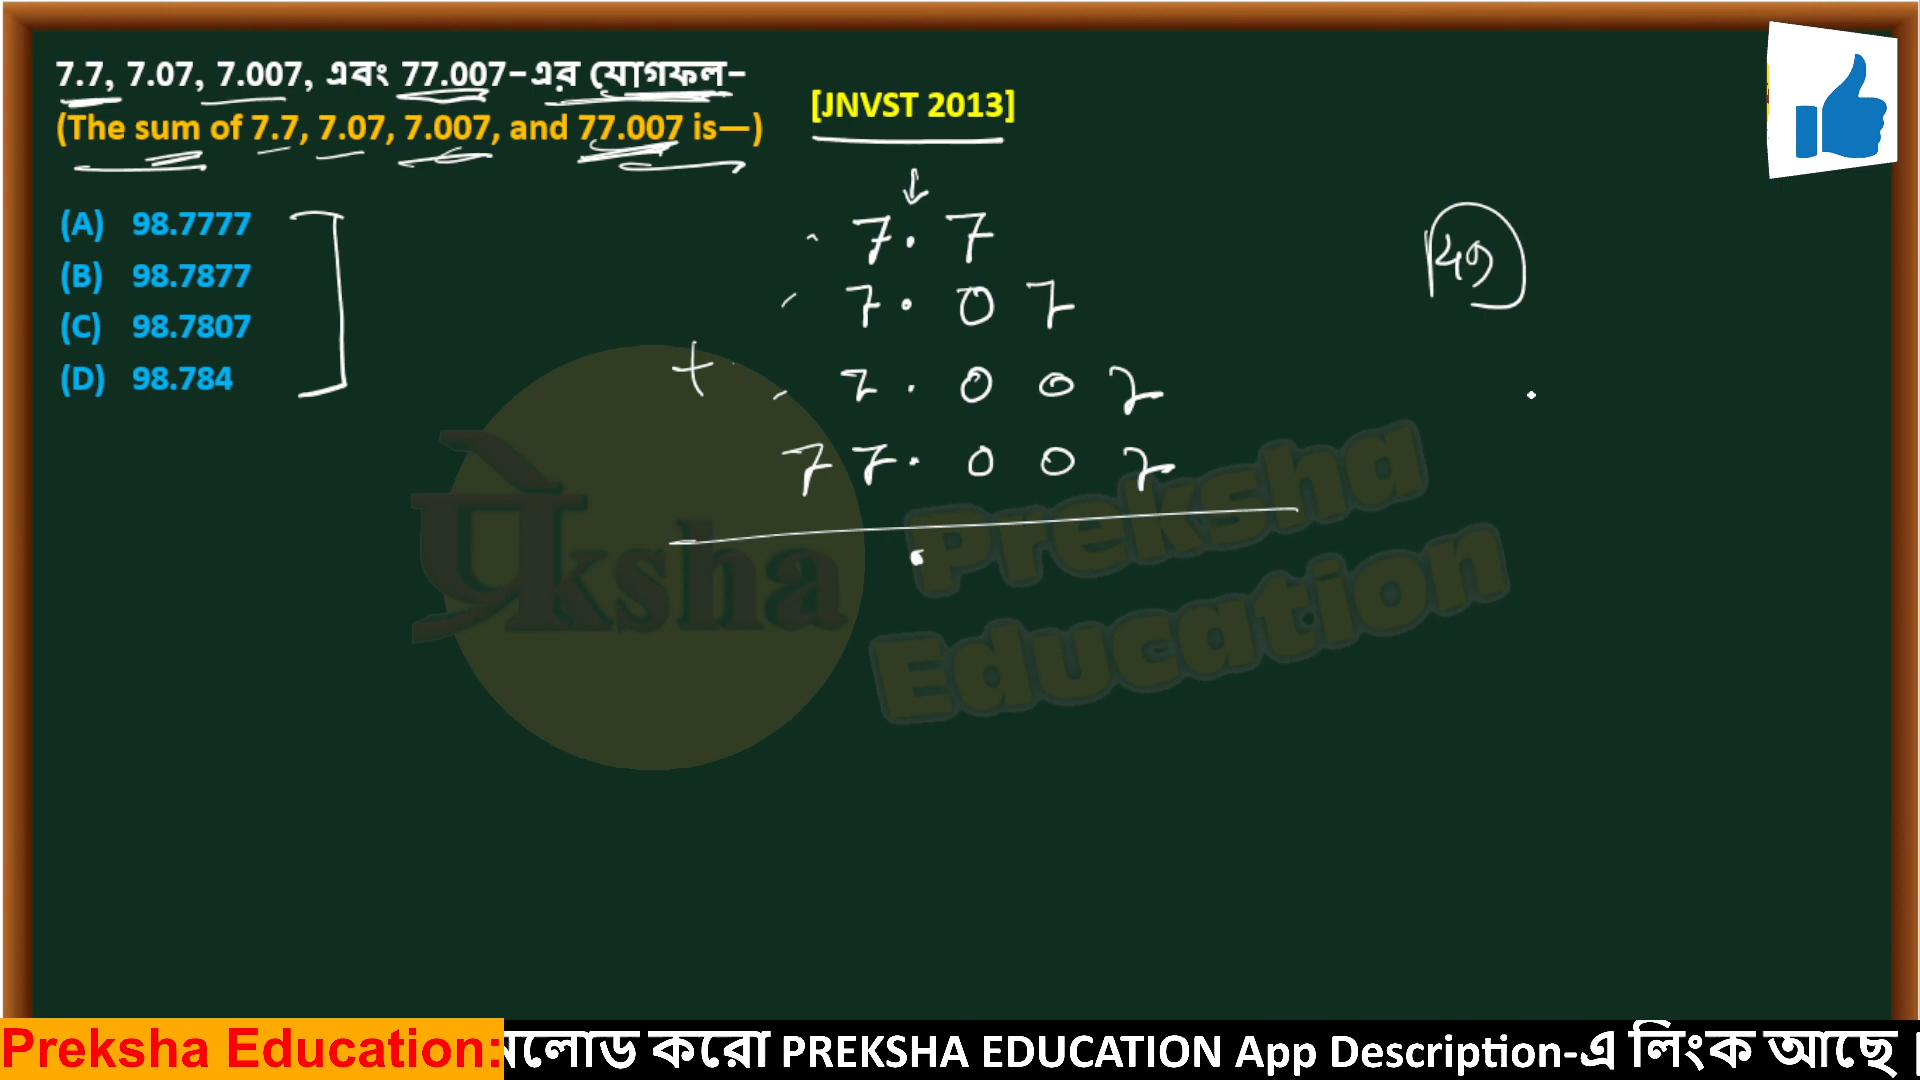 7.7, 7.07, 7.007, এবং 77.007-এর যোগফল-
(The sum of 7.7, 7.07, 7.007, and 77.007 is—)
[JNVST 2013]
(A) 98.7777
(B) 98.7877
(C) 98.7807
(D) 98.784
7.7
7.07
+ 7.007
77.007
.
प्रेksha
Preksha
Education
Preksha Education:
লোড করো PREKSHA EDUCATION App Description-এ লিংক আছে |